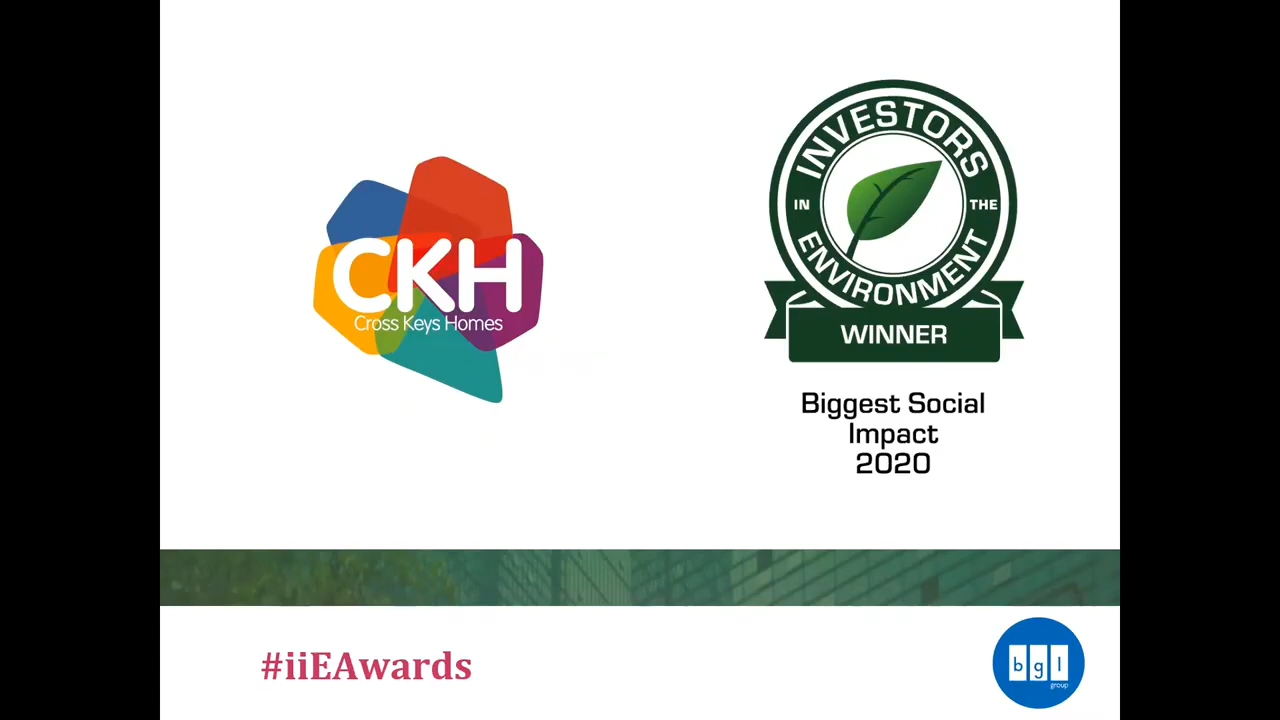 CKH
Cross Keys Homes
INVESTORS
IN THE
ENVIRONMENT
WINNER
Biggest Social
Impact
2020
#iiEAwards
bgl
group